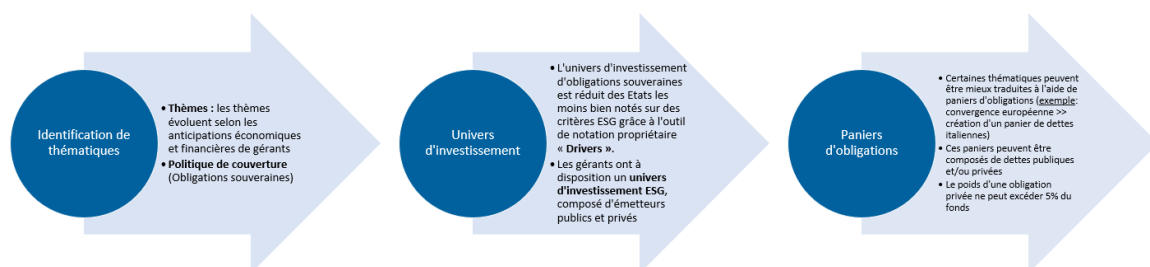 Identification de
thématiques
• Thèmes : les thèmes
évoluent selon les
anticipations économiques
et financières de gérants
• Politique de couverture
(Obligations souveraines)
Univers
d'investissement
• L'univers d'investissement
d'obligations souveraines
est réduit des Etats les
moins bien notés sur des
critères ESG grâce à l'outil
de notation propriétaire
« Drivers ».
• Les gérants ont à
disposition un univers
d'investissement ESG,
composé d'émetteurs
publics et privés
Paniers
d'obligations
• Certaines thématiques peuvent
être mieux traduites à l'aide de
paniers d'obligations (exemple:
convergence européenne >>
création d'un panier de dettes
italiennes)
• Ces paniers peuvent être
composés de dettes publiques
et/ou privées
• Le poids d'une obligation
privée ne peut excéder 5% du
fonds